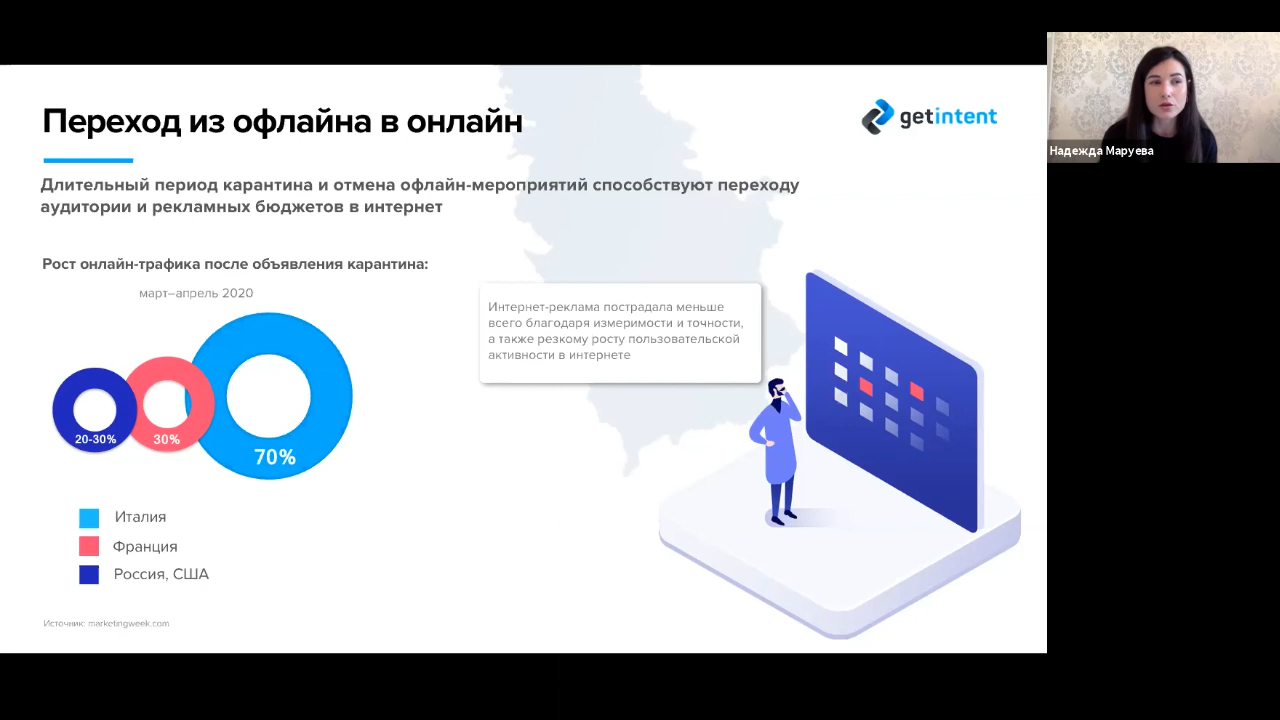 Переход из офлайна в онлайн
getintent
Надежда Маруева
Длительный период карантина и отмена офлайн-мероприятий способствуют переходу
аудитории и рекламных бюджетов в интернет
Рост онлайн-трафика после объявления карантина:
март–апрель 2020
20-30%
30%
70%
Интернет-реклама пострадала меньше
всего благодаря измеримости и точности,
а также резкому росту пользовательской
активности в интернете
Италия
Франция
Россия, США
Источник: marketingweek.com